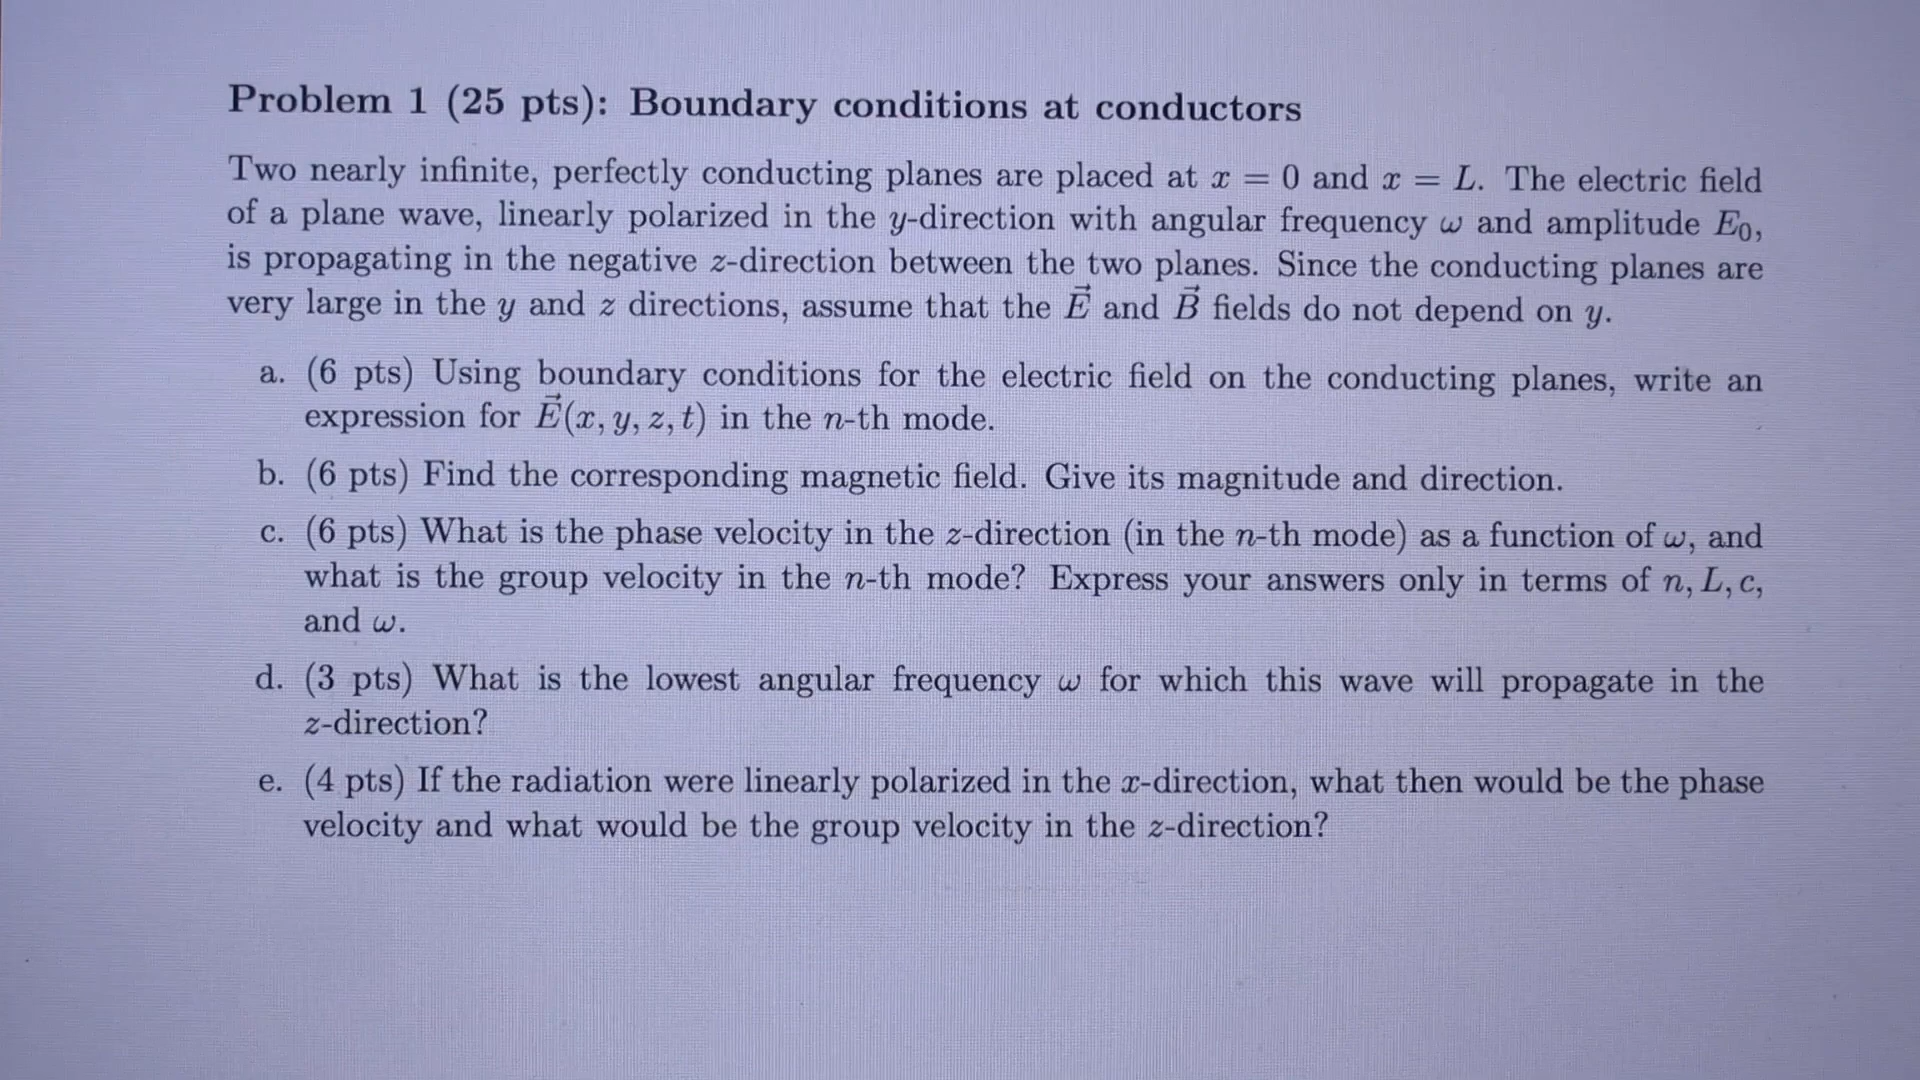 Problem 1 (25 pts): Boundary conditions at conductors
Two nearly infinite, perfectly conducting planes are placed at x = 0 and x = L. The electric field
of a plane wave, linearly polarized in the y-direction with angular frequency ω and amplitude E₀,
is propagating in the negative z-direction between the two planes. Since the conducting planes are
very large in the y and z directions, assume that the E⃗ and B⃗ fields do not depend on y.
a. (6 pts) Using boundary conditions for the electric field on the conducting planes, write an
expression for E⃗(x, y, z, t) in the n-th mode.
b. (6 pts) Find the corresponding magnetic field. Give its magnitude and direction.
c. (6 pts) What is the phase velocity in the z-direction (in the n-th mode) as a function of ω, and
what is the group velocity in the n-th mode? Express your answers only in terms of n, L, c,
and ω.
d. (3 pts) What is the lowest angular frequency ω for which this wave will propagate in the
z-direction?
e. (4 pts) If the radiation were linearly polarized in the x-direction, what then would be the phase
velocity and what would be the group velocity in the z-direction?